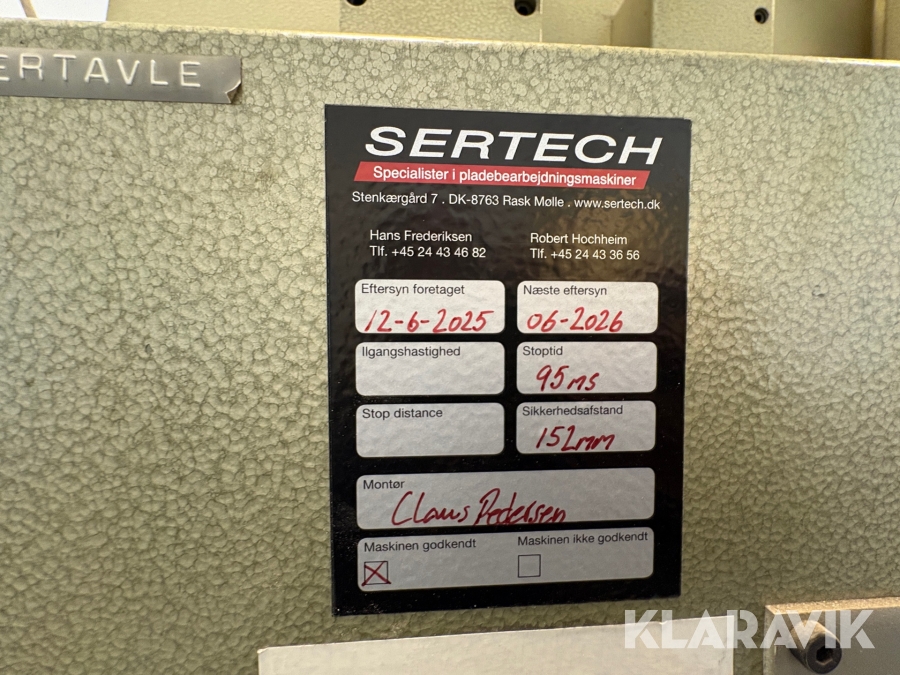 ERTAVLE
SERTECH
Specialister i pladebearbejdningsmaskiner
Stenkærgård 7 . DK-8763 Rask Mølle . www.sertech.dk
Hans Frederiksen
Tlf. +45 24 43 46 82
Robert Hochheim
Tlf. +45 24 43 36 56
Eftersyn foretaget
12-6-2025
Næste eftersyn
06-2026
Ilgangshastighed
Stoptid
95ms
Stop distance
Sikkerhedsafstand
152mm
Montør
Claus Pedersen
Maskinen godkendt
Maskinen ikke godkendt
KLARAVIK